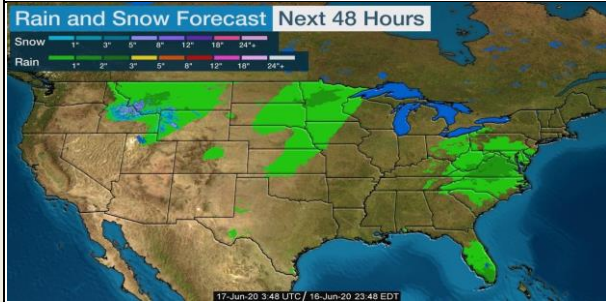 Rain and Snow Forecast Next 48 Hours
Snow
1" 3" 5" 8" 12" 18" 24"+
Rain
1" 2" 3" 5" 8" 12" 18" 24"+
17-Jun-20 3:48 UTC / 16-Jun-20 23:48 EDT